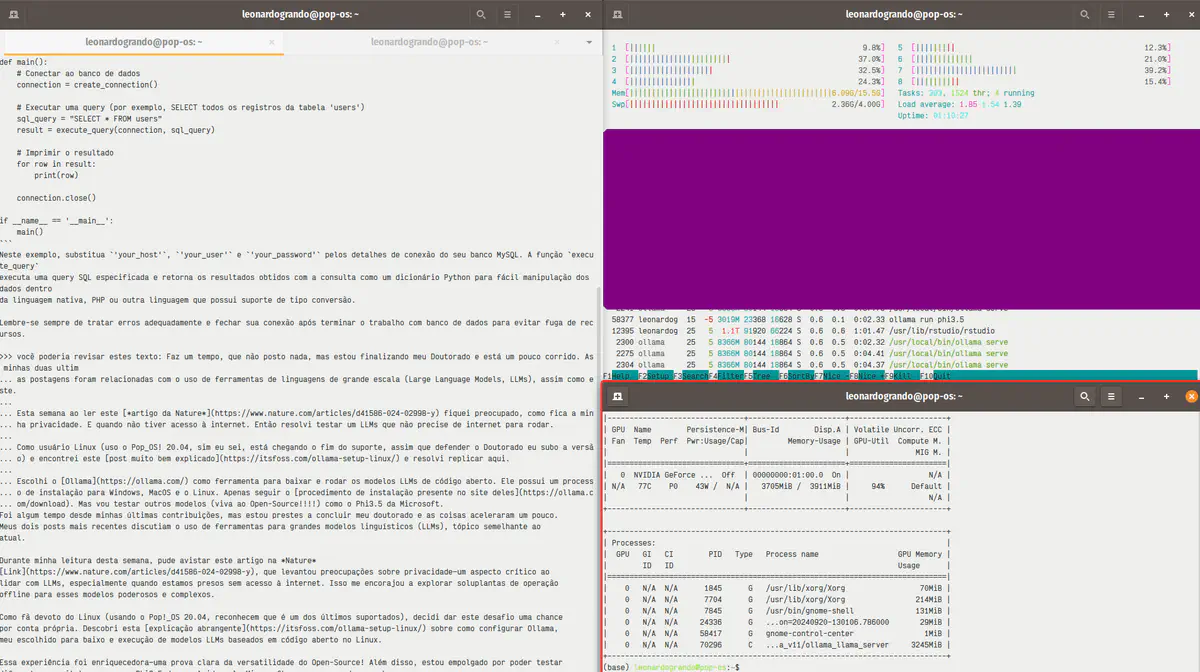 leonardogrando@pop-os: ~
leonardogrando@pop-os: ~
leonardogrando@pop-os: ~
def main():
# Conectar ao banco de dados
connection = create_connection()
# Executar uma query (por exemplo, SELECT todos os registros da tabela 'users')
sql_query = "SELECT * FROM users"
result = execute_query(connection, sql_query)
# Imprimir o resultado
for row in result:
print(row)
connection.close()
if __name__ == '__main__':
main()
```
Neste exemplo, substitua `'your_host'`, `'your_user'` e `'your_password'` pelos detalhes de conexão do seu banco MySQL. A função `execu
te_query`
executa uma query SQL especificada e retorna os resultados obtidos com a consulta como um dicionário Python para fácil manipulação dos
dados dentro
da linguagem nativa, PHP ou outra linguagem que possui suporte de tipo conversão.
Lembre-se sempre de tratar erros adequadamente e fechar sua conexão após terminar o trabalho com banco de dados para evitar fuga de rec
ursos.
>>> você poderia revisar estes texto: Faz um tempo, que não posto nada, mas estou finalizando meu Doutorado e está um pouco corrido. As
minhas duas ultim
... as postagens foram relacionadas com o uso de ferramentas de linguagens de grande escala (Large Language Models, LLMs), assim como e
ste.
...
... Esta semana ao ler este [*artigo da Nature*](https://www.nature.com/articles/d41586-024-02998-y) fiquei preocupado, como fica a min
... ha privacidade. E quando não tiver acesso à internet. Então resolvi testar um LLMs que não precise de internet para rodar.
...
... Como usuário Linux (uso o Pop_OS! 20.04, sim eu sei, está chegando o fim do suporte, assim que defender o Doutorado eu subo a versã
... o) e encontrei este [post muito bem explicado](https://itsfoss.com/ollama-setup-linux/) e resolvi replicar aqui.
...
... Escolhi o [Ollama](https://ollama.com/) como ferramenta para baixar e rodar os modelos LLMs de código aberto. Ele possui um process
... o de instalação para Windows, MacOS e o Linux. Apenas seguir o [procedimento de instalação presente no site deles](https://ollama.c
... om/download). Mas vou testar outros modelos (viva ao Open-Source!!!!) como o Phi3.5 da Microsoft.
Foi algum tempo desde minhas últimas contribuições, mas estou prestes a concluir meu doutorado e as coisas aceleraram um pouco.
Meus dois posts mais recentes discutiam o uso de ferramentas para grandes modelos linguísticos (LLMs), tópico semelhante ao
atual.
Durante minha leitura desta semana, pude avistar este artigo na *Nature*
[Link](https://www.nature.com/articles/d41586-024-02998-y), que levantou preocupações sobre privacidade-um aspecto crítico ao
lidar com LLMs, especialmente quando estamos presos sem acesso à internet. Isso me encorajou a explorar soluplantas de operação
offline para esses modelos poderosos e complexos.
Como fã devoto do Linux (usando o Pop!_OS 20.04, reconhecem que é um dos últimos suportados), decidi dar este desafio uma chance
por conta própria. Descobri esta [explicação abrangente](https://itsfoss.com/ollama-setup-linux/) sobre como configurar Ollama,
meu escolhido para baixo e execução de modelos LLMs baseados em código aberto no Linux.
Essa experiência foi enriquecedora-uma prova clara da versatilidade do Open-Source! Além disso, estou empolgado por poder testar
leonardogrando@pop-os: ~
1 [ 9.8%] 5 [ 12.3%]
2 [ 37.0%] 6 [ 21.0%]
3 [ 32.5%] 7 [ 39.2%]
4 [ 24.3%] 8 [ 15.4%]
Mem[ 6.09G/15.5G] Tasks: 303, 1524 thr; 4 running
Swp[ 2.36G/4.00G] Load average: 1.85 1.54 1.39
Uptime: 01:10:27
58377 leonardog 15 -5 3019M 23368 16628 S 0.6 0.1 0:02.33 ollama run phi3.5
12395 leonardog 25 5 1.1T 91920 66224 S 0.6 0.6 1:01.47 /usr/lib/rstudio/rstudio
2300 ollama 25 5 8366M 80144 18864 S 0.6 0.5 0:02.32 /usr/local/bin/ollama serve
2275 ollama 25 5 8366M 80144 18864 S 0.6 0.5 0:04.41 /usr/local/bin/ollama serve
2304 ollama 25 5 8366M 80144 18864 S 0.6 0.5 0:04.37 /usr/local/bin/ollama serve
F1Help F2Setup F3SearchF4FilterF5Tree F6SortByF7Nice -F8Nice +F9Kill F10Quit
leonardogrando@pop-os: ~
| GPU Name Persistence-M| Bus-Id Disp.A | Volatile Uncorr. ECC |
| Fan Temp Perf Pwr:Usage/Cap| Memory-Usage | GPU-Util Compute M. |
| | | MIG M. |
| 0 NVIDIA GeForce ... Off | 00000000:01:00.0 On | N/A |
| N/A 77C P0 43W / N/A | 3705MiB / 3911MiB | 94% Default |
| | | N/A |
| Processes: |
| GPU GI CI PID Type Process name GPU Memory |
| ID ID Usage |
| 0 N/A N/A 1845 G /usr/lib/xorg/Xorg 70MiB |
| 0 N/A N/A 7704 G /usr/lib/xorg/Xorg 214MiB |
| 0 N/A N/A 7845 G /usr/bin/gnome-shell 131MiB |
| 0 N/A N/A 24336 G ...on=20240920-130106.786000 29MiB |
| 0 N/A N/A 58417 G gnome-control-center 1MiB |
| 0 N/A N/A 70296 C ...a_v11/ollama_llama_server 3245MiB |
(base) leonardogrando@pop-os:~$